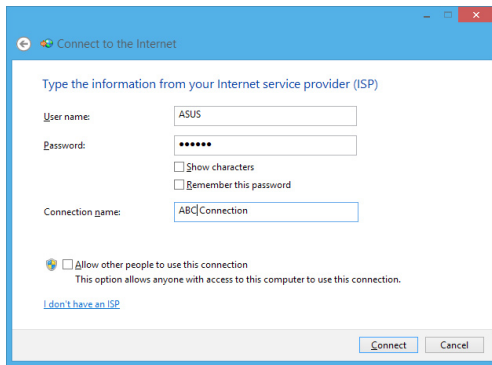 Connect to the Internet
Type the information from your Internet service provider (ISP)
User name:
ASUS
Password:
••••••
Show characters
Remember this password
Connection name:
ABC Connection
Allow other people to use this connection
This option allows anyone with access to this computer to use this connection.
I don't have an ISP
Connect
Cancel